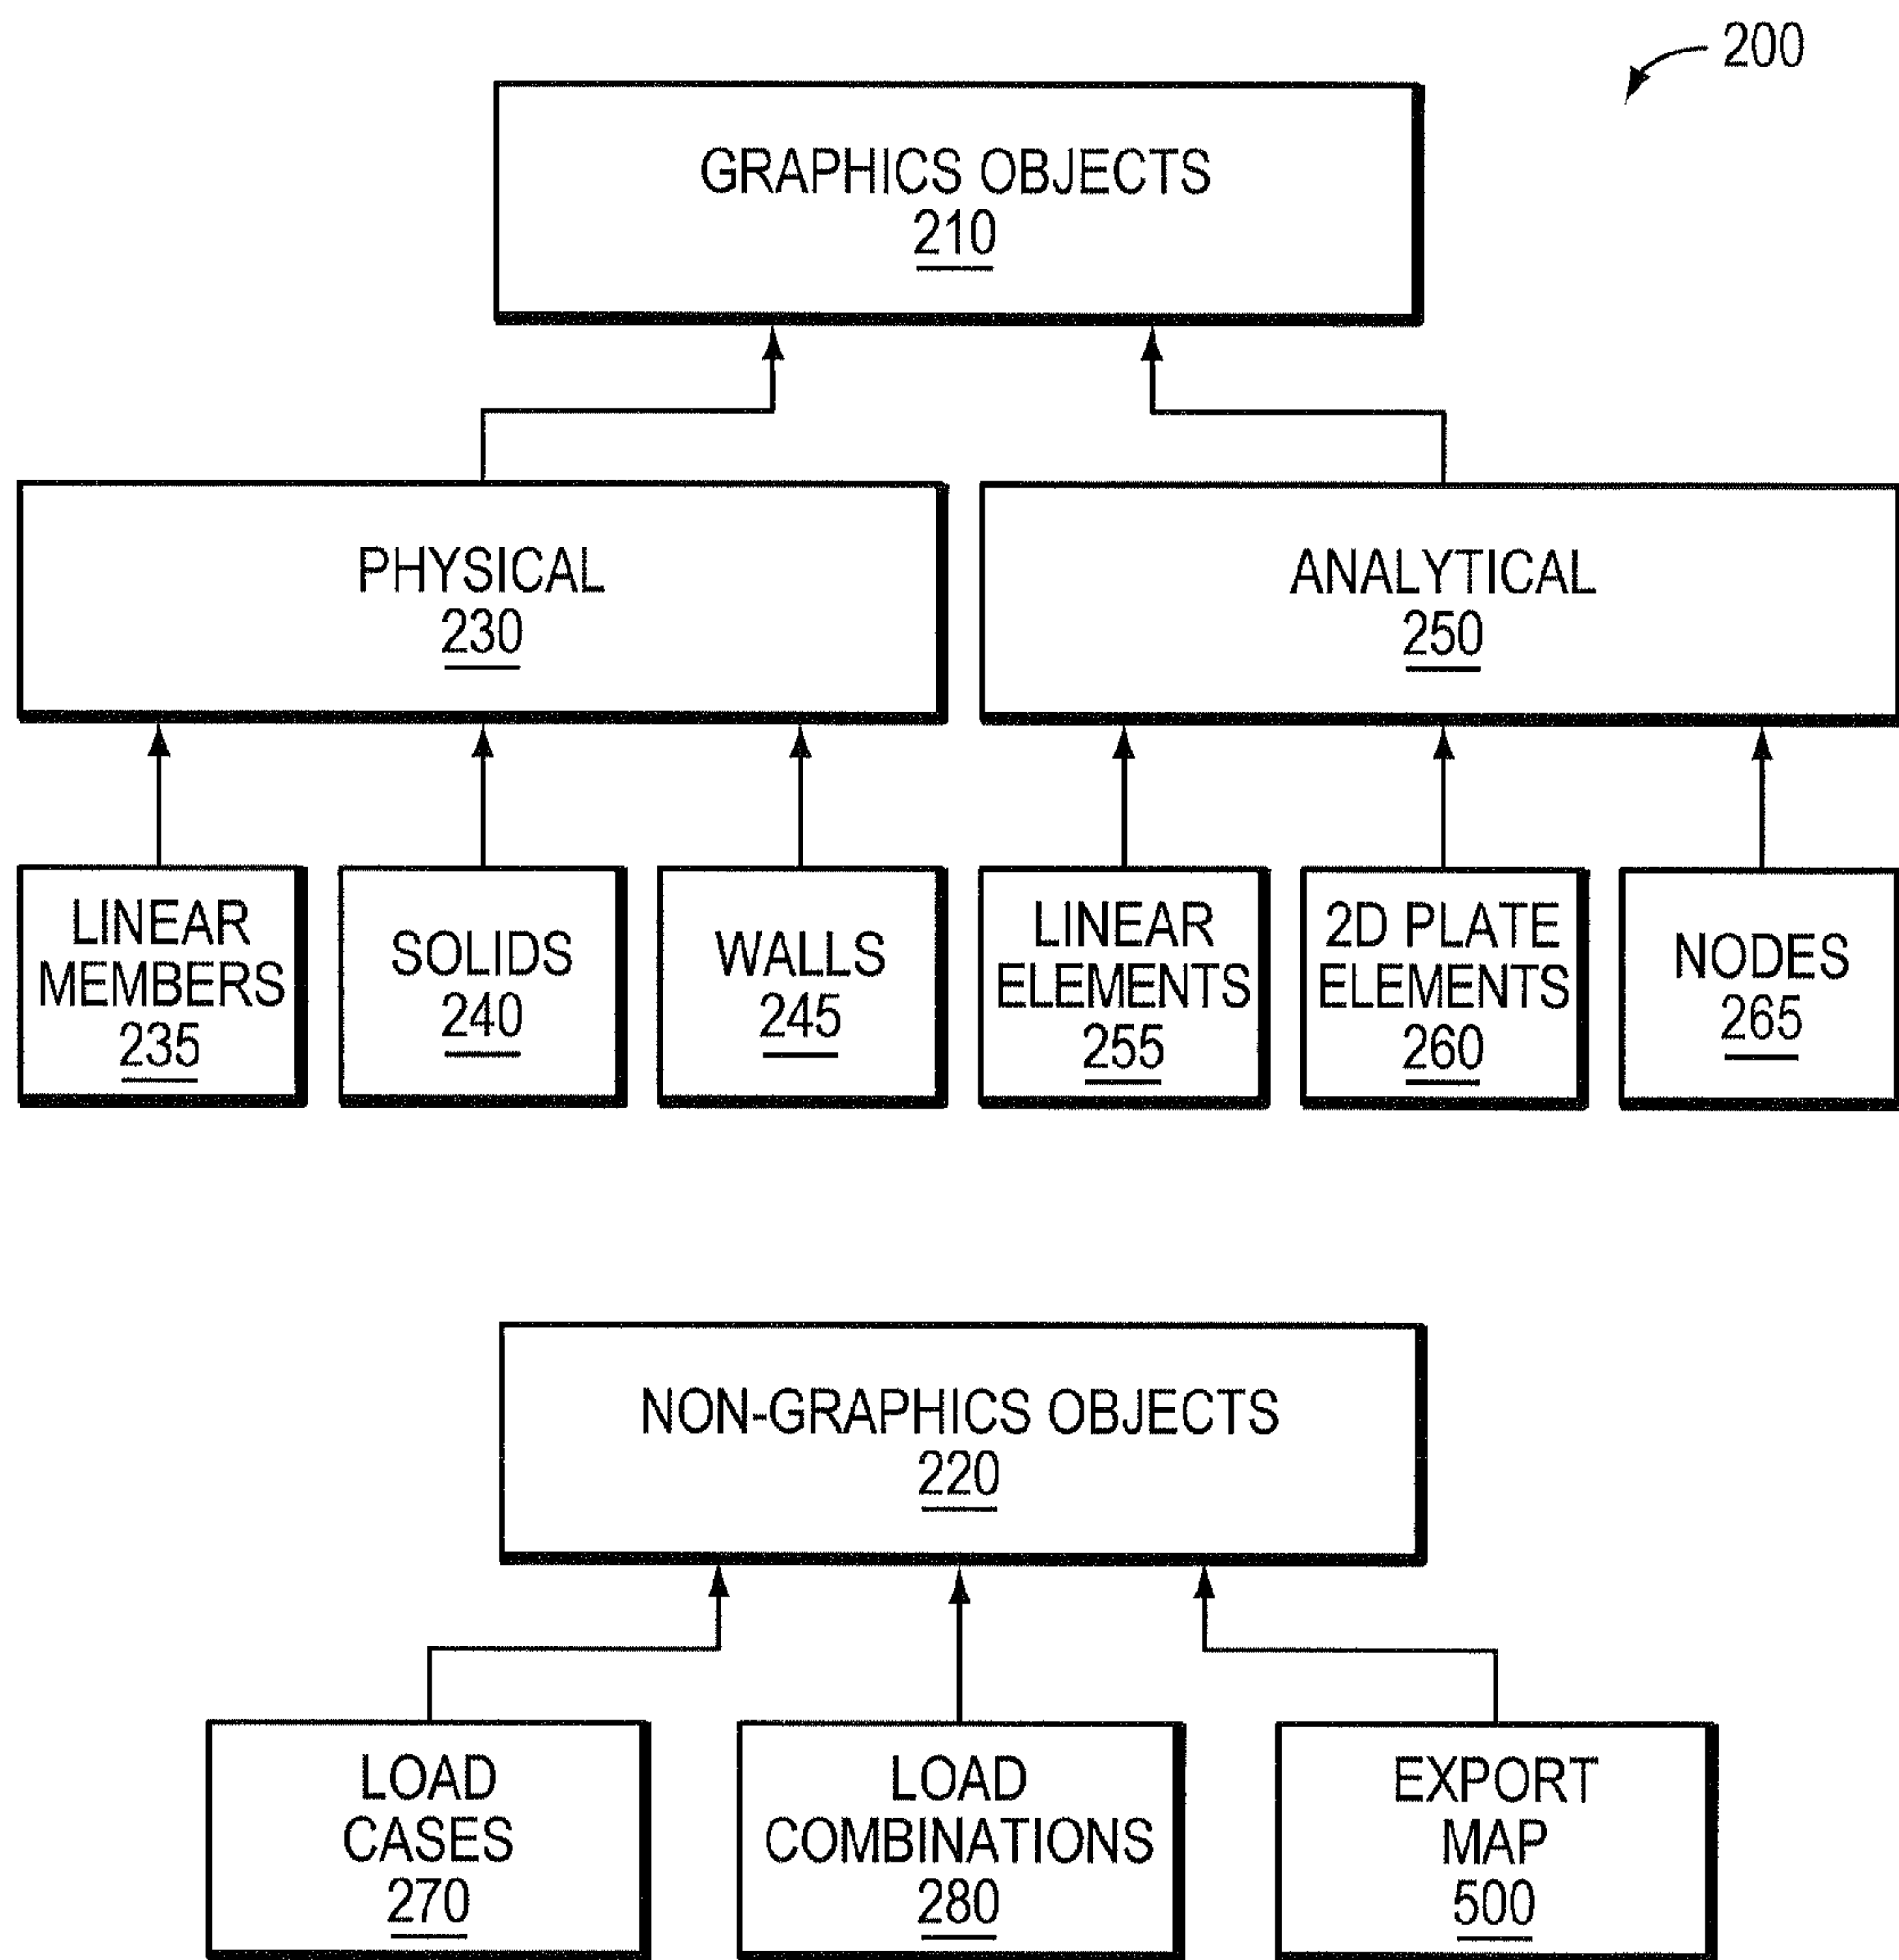 200
GRAPHICS OBJECTS
210
PHYSICAL
230
ANALYTICAL
250
LINEAR
MEMBERS
235
SOLIDS
240
WALLS
245
LINEAR
ELEMENTS
255
2D PLATE
ELEMENTS
260
NODES
265
NON-GRAPHICS OBJECTS
220
LOAD
CASES
270
LOAD
COMBINATIONS
280
EXPORT
MAP
500